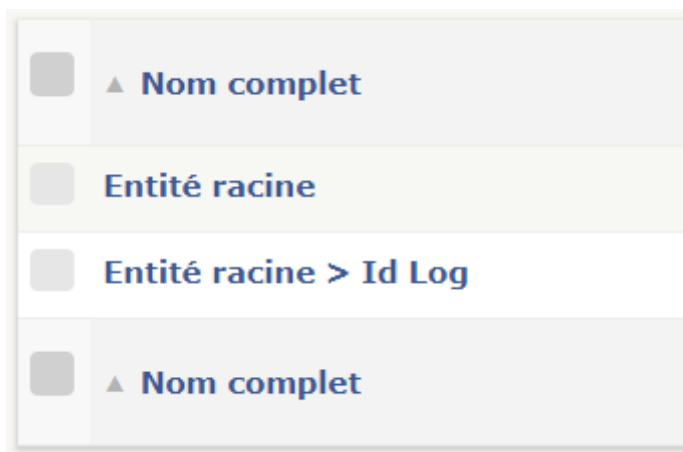 ▲ Nom complet
Entité racine
Entité racine > Id Log
▲ Nom complet